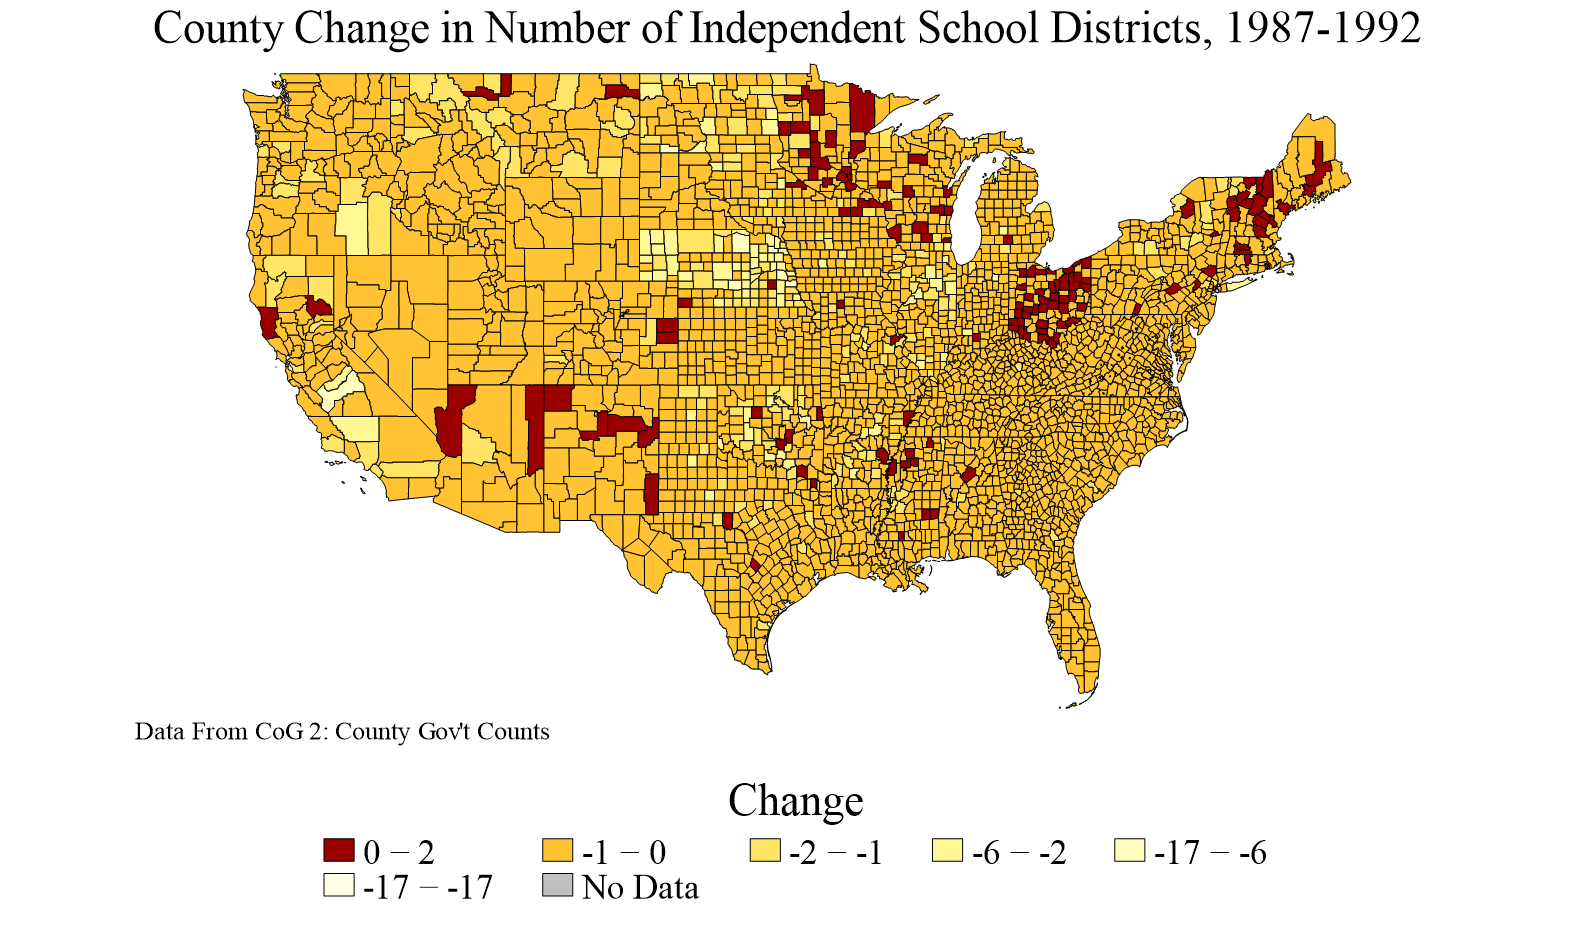 County Change in Number of Independent School Districts, 1987-1992
Data From CoG 2: County Gov't Counts
Change
0 − 2 -1 − 0 -2 − -1 -6 − -2 -17 − -6
-17 − -17 No Data